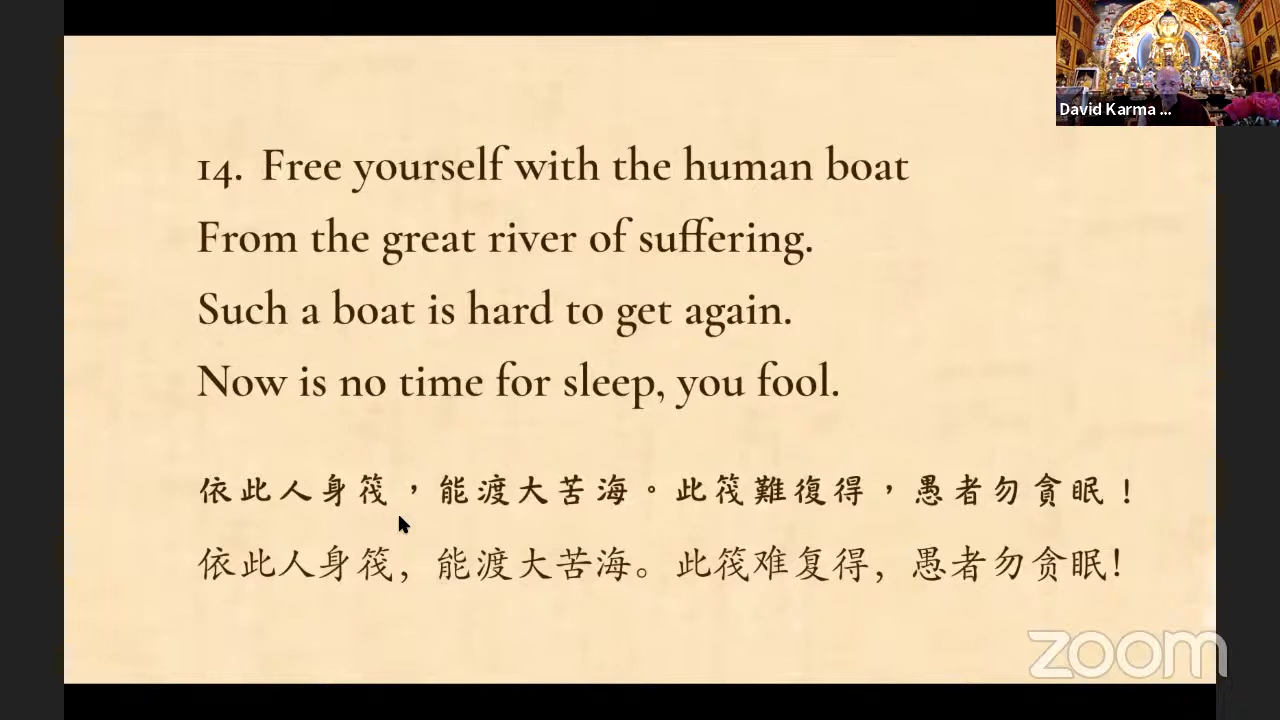 David Karma ...
14. Free yourself with the human boat
From the great river of suffering.
Such a boat is hard to get again.
Now is no time for sleep, you fool.
依此人身筏，能渡大苦海。此筏難復得，愚者勿貪眠！
依此人身筏，能渡大苦海。此筏难复得，愚者勿贪眠！
zoom